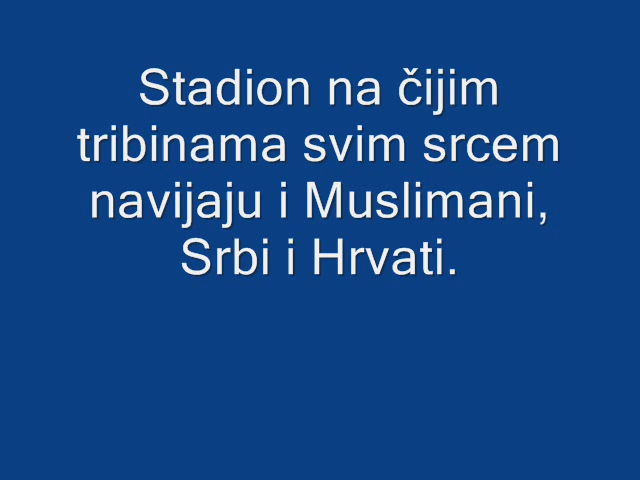 Stadion na čijim
tribinama svim srcem
navijaju i Muslimani,
Srbi i Hrvati.